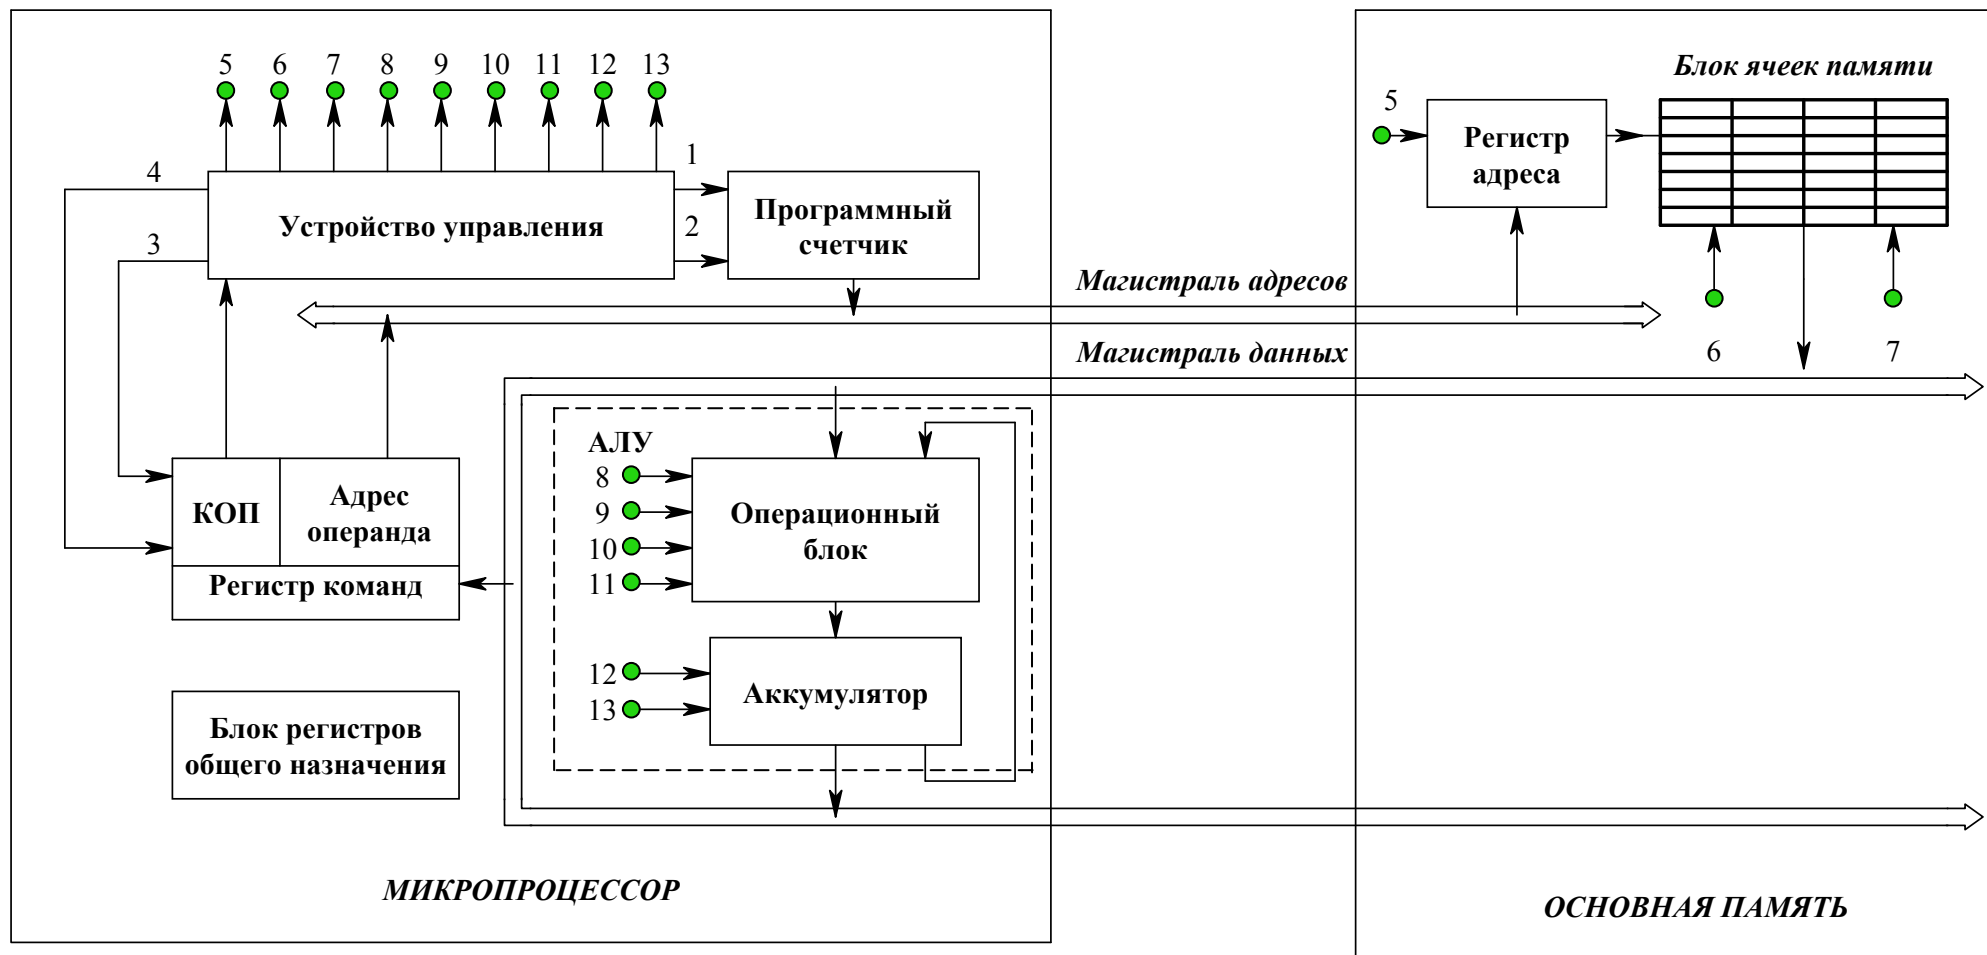 5 6 7 8 9 10 11 12 13
4
3
1
2
Устройство управления
Программный
счетчик
Магистраль адресов
Магистраль данных
КОП
Адрес
операнда
Регистр команд
Блок регистров
общего назначения
АЛУ
8
9
10
11
Операционный
блок
12
13
Аккумулятор
МИКРОПРОЦЕССОР
Блок ячеек памяти
5
Регистр
адреса
6
7
ОСНОВНАЯ ПАМЯТЬ